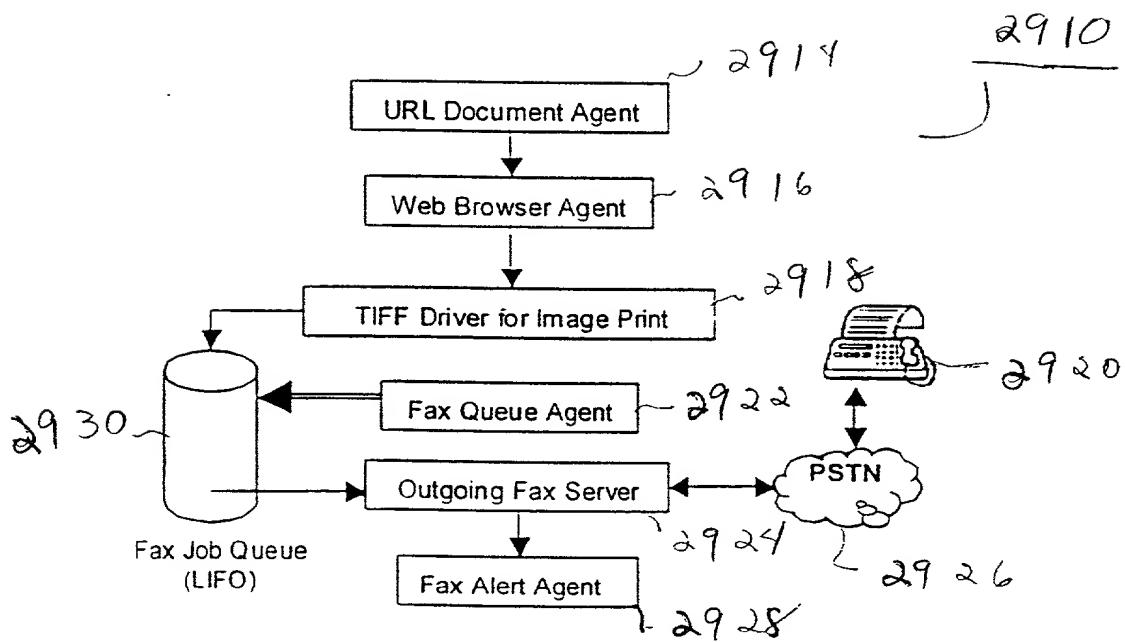 2910
2914
URL Document Agent
2916
Web Browser Agent
2918
TIFF Driver for Image Print
2920
Fax Queue Agent
2922
2930
PSTN
Outgoing Fax Server
2924
Fax Job Queue
(LIFO)
2926
Fax Alert Agent
2928